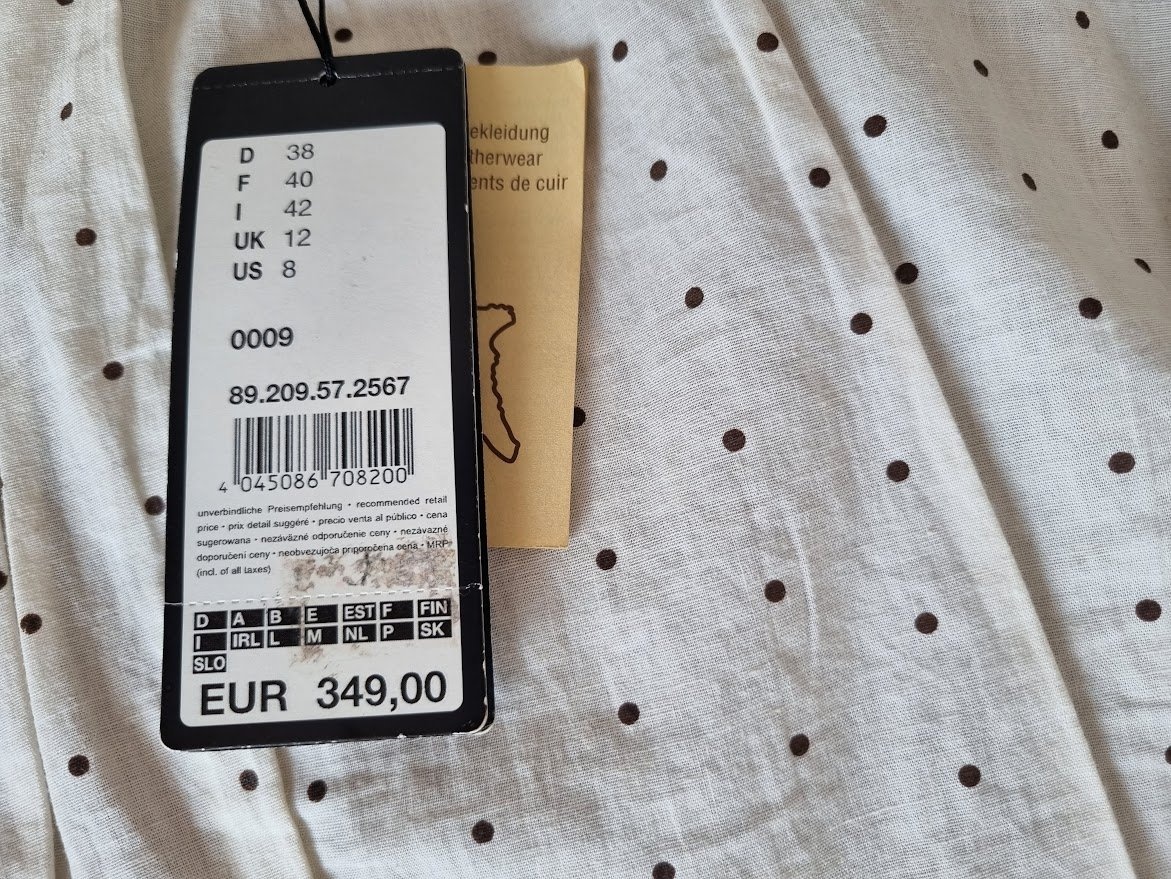 D 38
F 40
I 42
UK 12
US 8
0009
89.209.57.2567
4 045086 708200
unverbindliche Preisempfehlung • recommended retail
price • prix detail suggéré • precio venta al público • cena
sugerowana • nezáväzné odporučenie ceny • nezávazné
doporučení ceny • neobvezujoča priporočena cena • MRP
(incl. of all taxes)
D A B E EST F FIN
I IRL L M NL P SK
SLO
EUR 349,00
ekleidung
therwear
ents de cuir